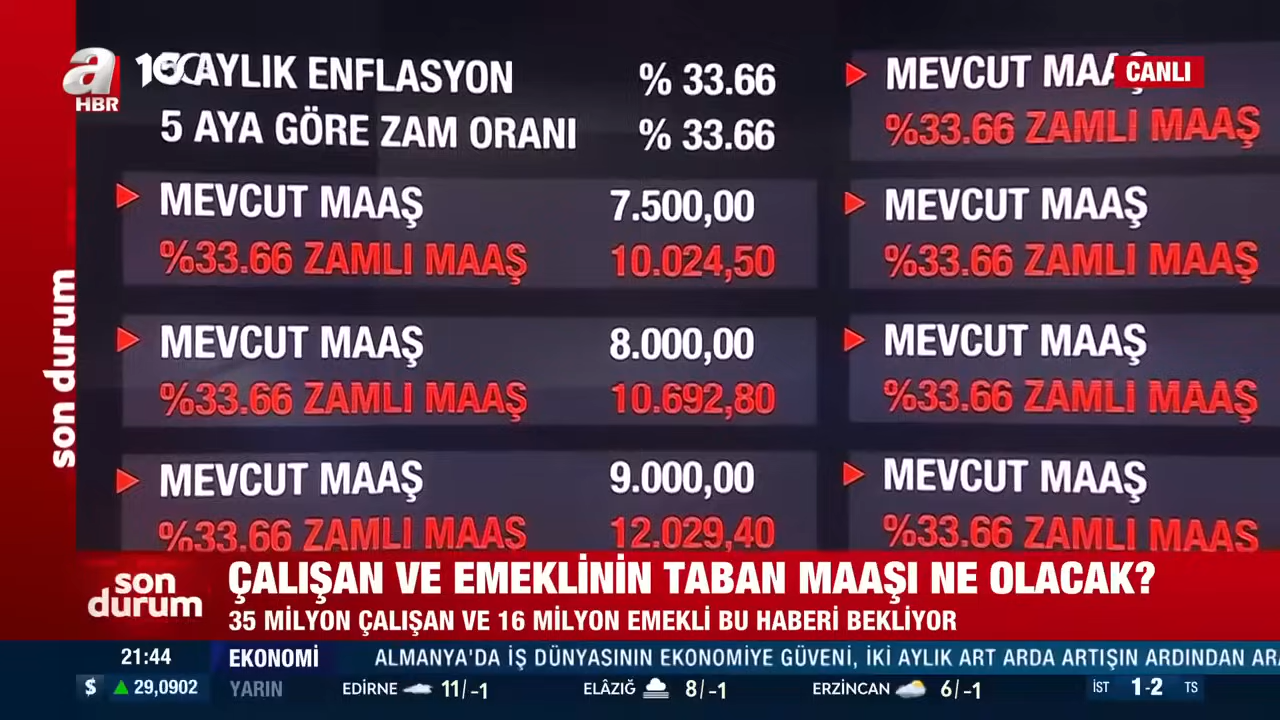 a
HBR
AYLIK ENFLASYON % 33.66
5 AYA GÖRE ZAM ORANI % 33.66
MEVCUT MAAŞ 7.500,00
%33.66 ZAMLI MAAŞ 10.024,50
MEVCUT MAAŞ 8.000,00
%33.66 ZAMLI MAAŞ 10.692,80
MEVCUT MAAŞ 9.000,00
%33.66 ZAMLI MAAŞ 12.029,40
MEVCUT MAAŞ
CANLI
%33.66 ZAMLI MAAŞ
MEVCUT MAAŞ
%33.66 ZAMLI MAAŞ
MEVCUT MAAŞ
%33.66 ZAMLI MAAŞ
MEVCUT MAAŞ
%33.66 ZAMLI MAAŞ
son durum
son
durum
ÇALIŞAN VE EMEKLİNİN TABAN MAAŞI NE OLACAK?
35 MİLYON ÇALIŞAN VE 16 MİLYON EMEKLİ BU HABERİ BEKLİYOR
21:44 EKONOMİ ALMANYA'DA İŞ DÜNYASININ EKONOMİYE GÜVENİ, İKİ AYLIK ART ARDA ARTIŞIN ARDINDAN
$ 29,0902 YARIN EDİRNE 11/-1 ELÂZIĞ 8/-1 ERZİNCAN 6/-1 İST 1-2 TS